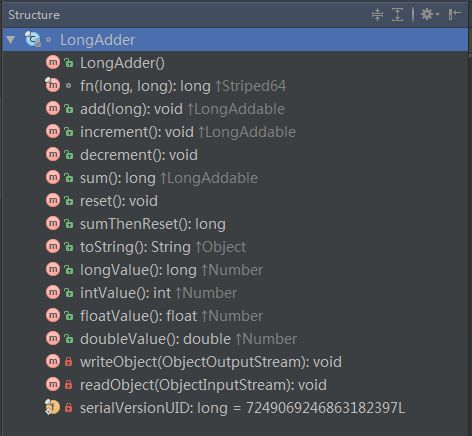 Structure
LongAdder
LongAdder()
fn(long, long): long ↑Striped64
add(long): void ↑LongAddable
increment(): void ↑LongAddable
decrement(): void
sum(): long ↑LongAddable
reset(): void
sumThenReset(): long
toString(): String ↑Object
longValue(): long ↑Number
intValue(): int ↑Number
floatValue(): float ↑Number
doubleValue(): double ↑Number
writeObject(ObjectOutputStream): void
readObject(ObjectInputStream): void
serialVersionUID: long = 7249069246863182397L